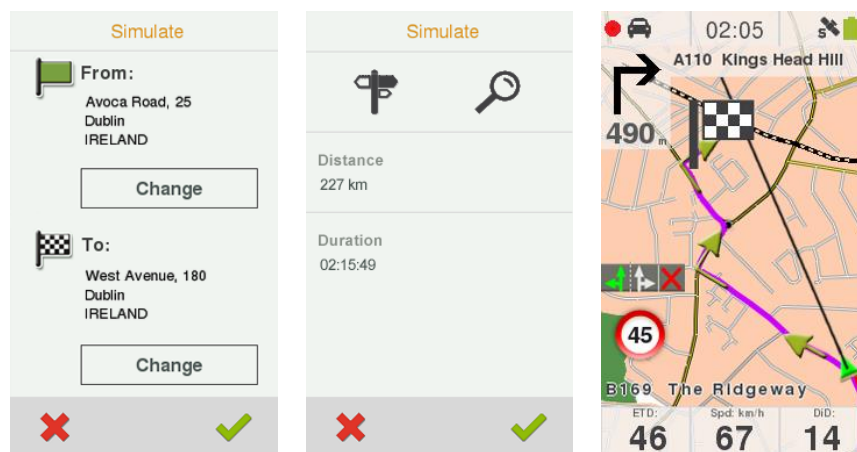 Simulate
From:
Avoca Road, 25
Dublin
IRELAND
Change
To:
West Avenue, 180
Dublin
IRELAND
Change
Simulate
Distance
227 km
Duration
02:15:49
02:05
S
A110 Kings Head Hill
490 m
45
B169 The Ridgeway
ETD: Spd: km/h DiD:
46 67 14